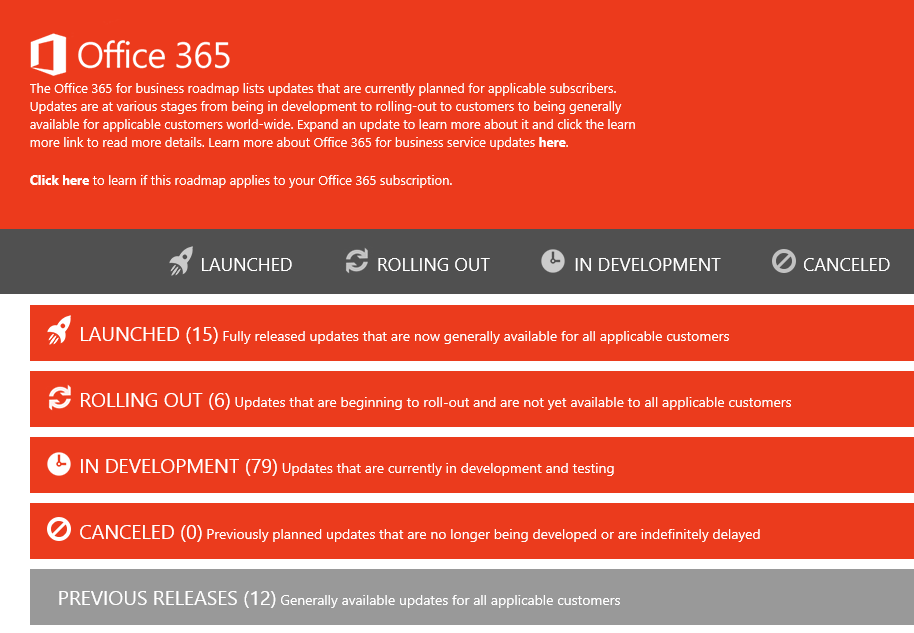 Office 365
The Office 365 for business roadmap lists updates that are currently planned for applicable subscribers.
Updates are at various stages from being in development to rolling-out to customers to being generally
available for applicable customers world-wide. Expand an update to learn more about it and click the learn
more link to read more details. Learn more about Office 365 for business service updates here.
Click here to learn if this roadmap applies to your Office 365 subscription.
LAUNCHED ROLLING OUT IN DEVELOPMENT CANCELED
LAUNCHED (15) Fully released updates that are now generally available for all applicable customers
ROLLING OUT (6) Updates that are beginning to roll-out and are not yet available to all applicable customers
IN DEVELOPMENT (79) Updates that are currently in development and testing
CANCELED (0) Previously planned updates that are no longer being developed or are indefinitely delayed
PREVIOUS RELEASES (12) Generally available updates for all applicable customers